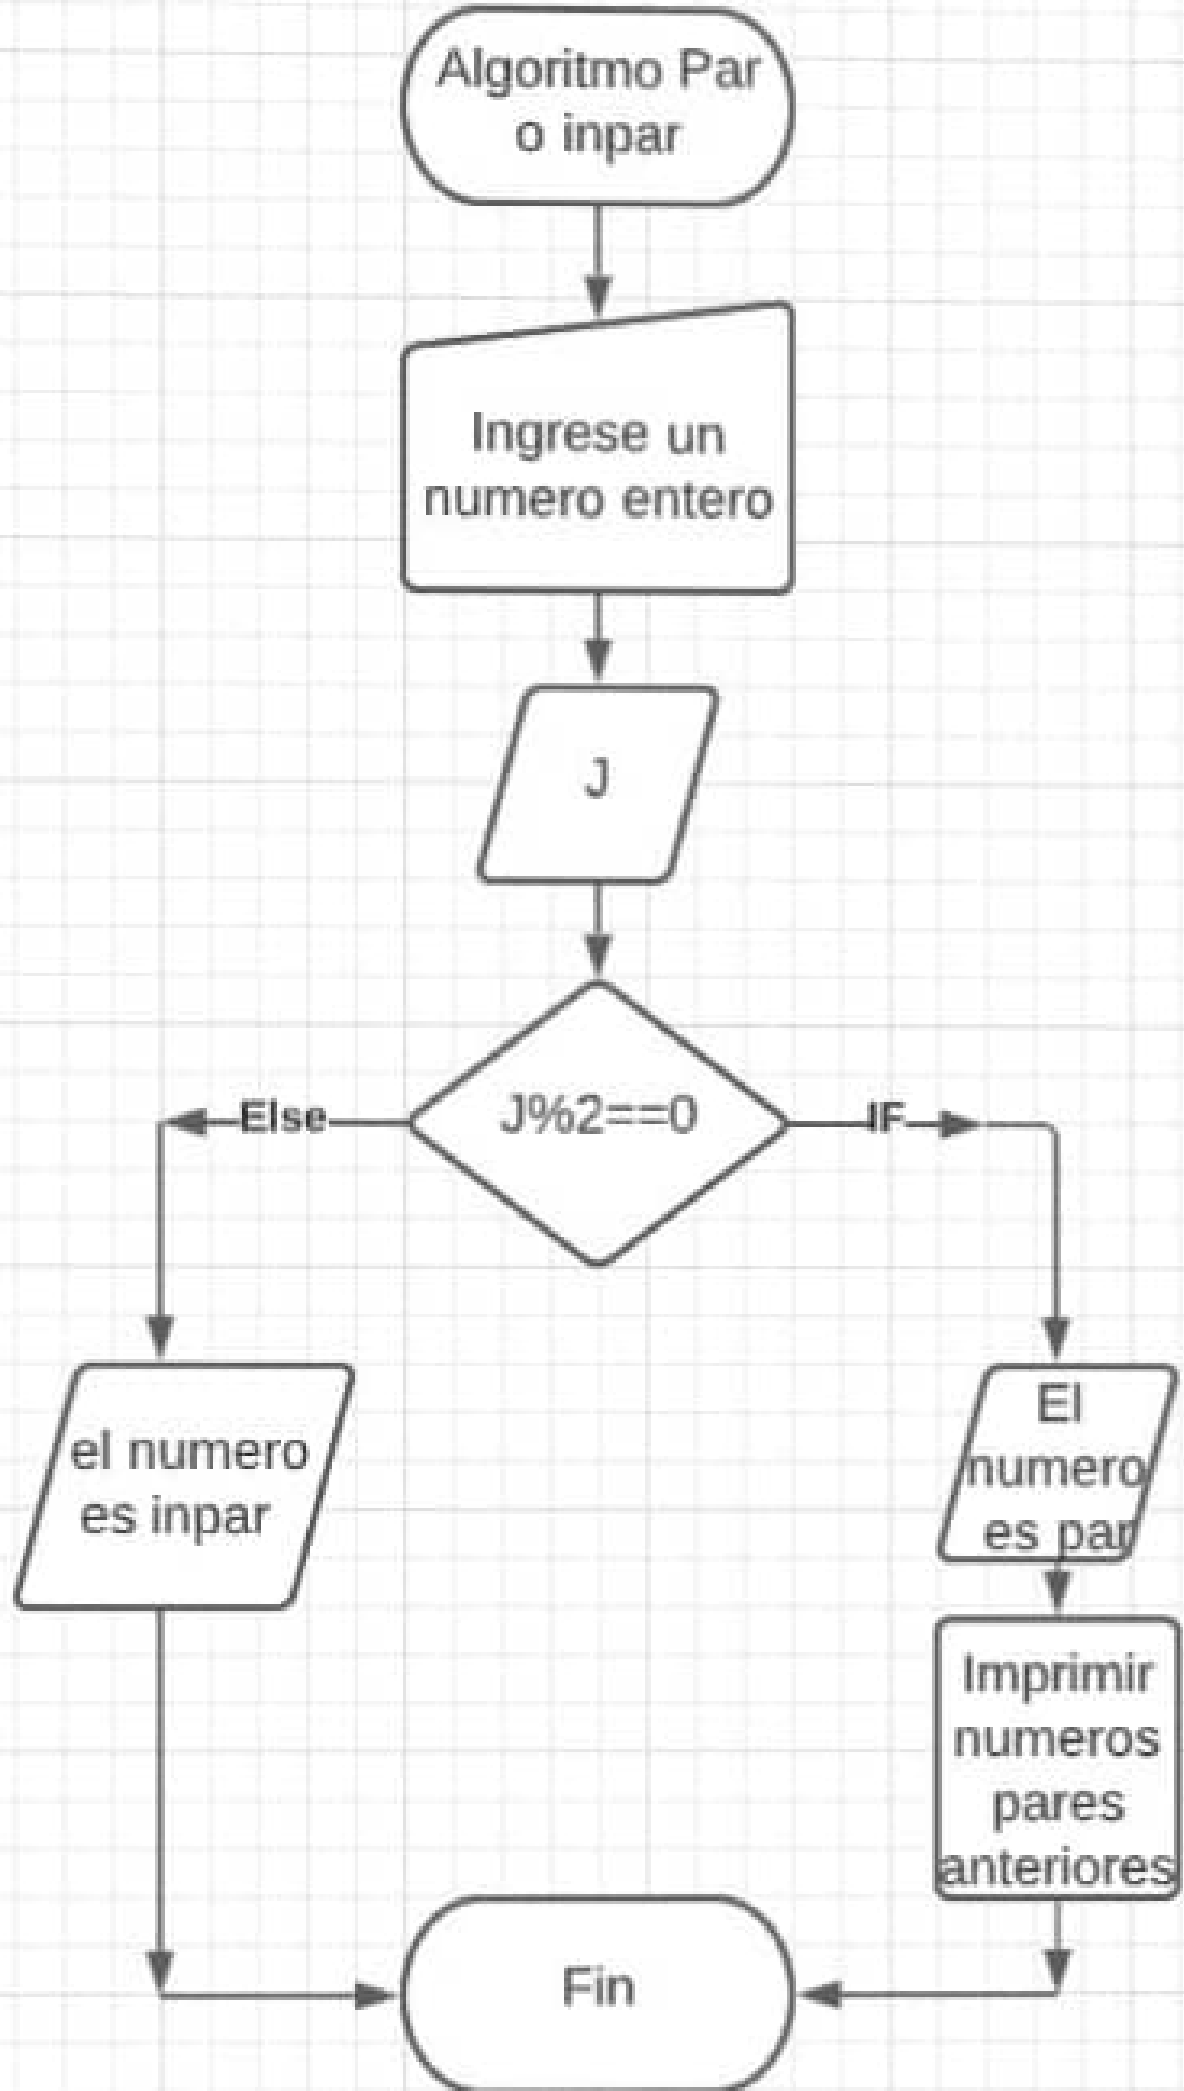 Algoritmo Par
o inpar
Ingrese un
numero entero
J
J%2==0
Else
IF
el numero
es inpar
El
numero
es par
Imprimir
numeros
pares
anteriores
Fin